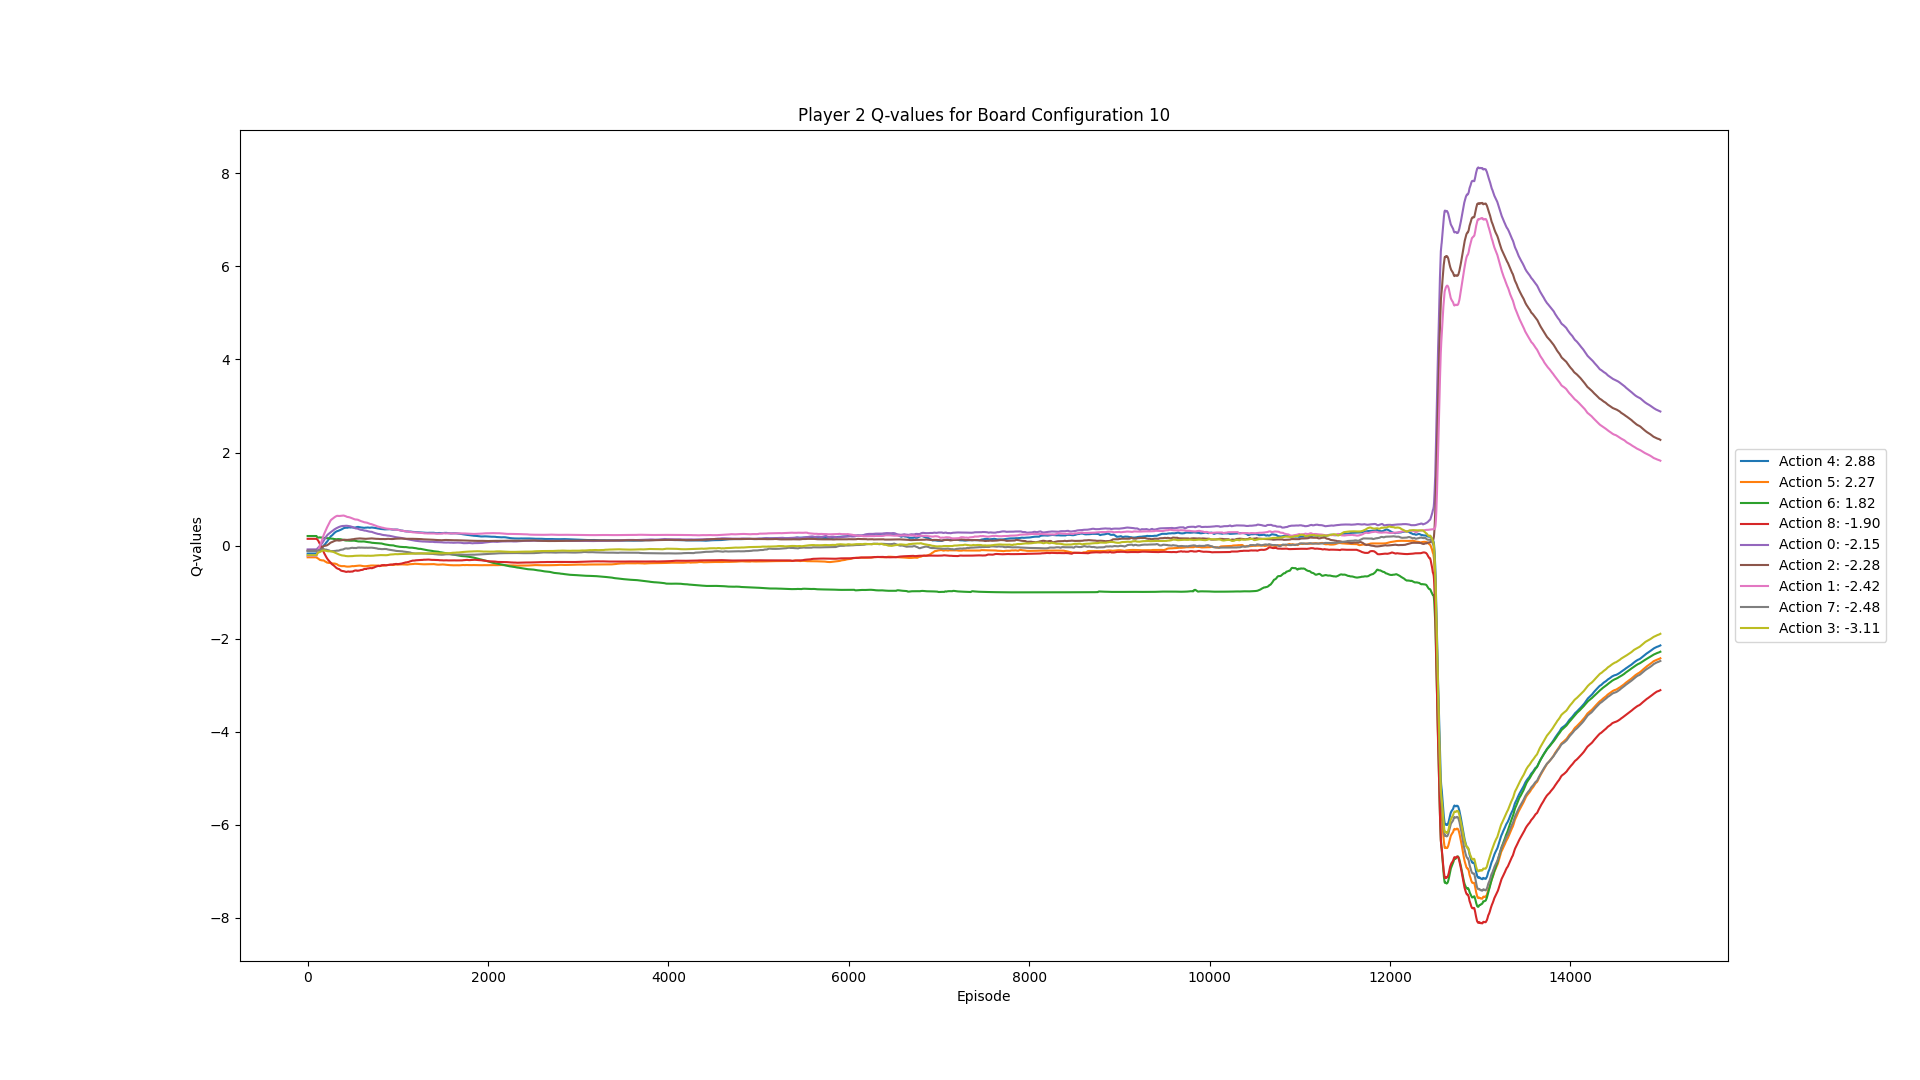 Player 2 Q-values for Board Configuration 10
8
6
4
2
0
−2
−4
−6
−8
Q-values
0 2000 4000 6000 8000 10000 12000 14000
Episode
Action 4: 2.88
Action 5: 2.27
Action 6: 1.82
Action 8: -1.90
Action 0: -2.15
Action 2: -2.28
Action 1: -2.42
Action 7: -2.48
Action 3: -3.11